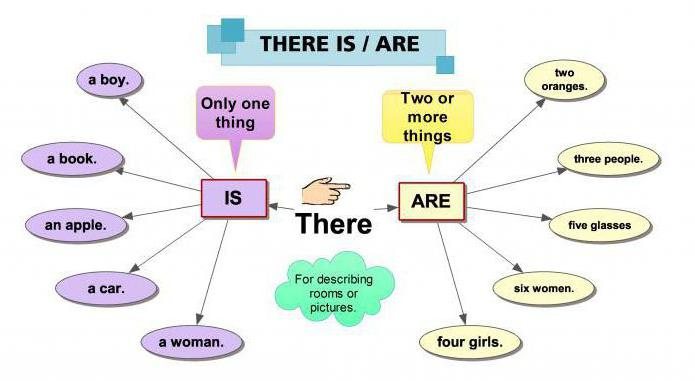 THERE IS / ARE
a boy.
Only one
thing
Two or
more
things
two
oranges.
a book.
three people.
IS
ARE
There
an apple.
five glasses
a car.
For describing
rooms or
pictures.
six women.
a woman.
four girls.